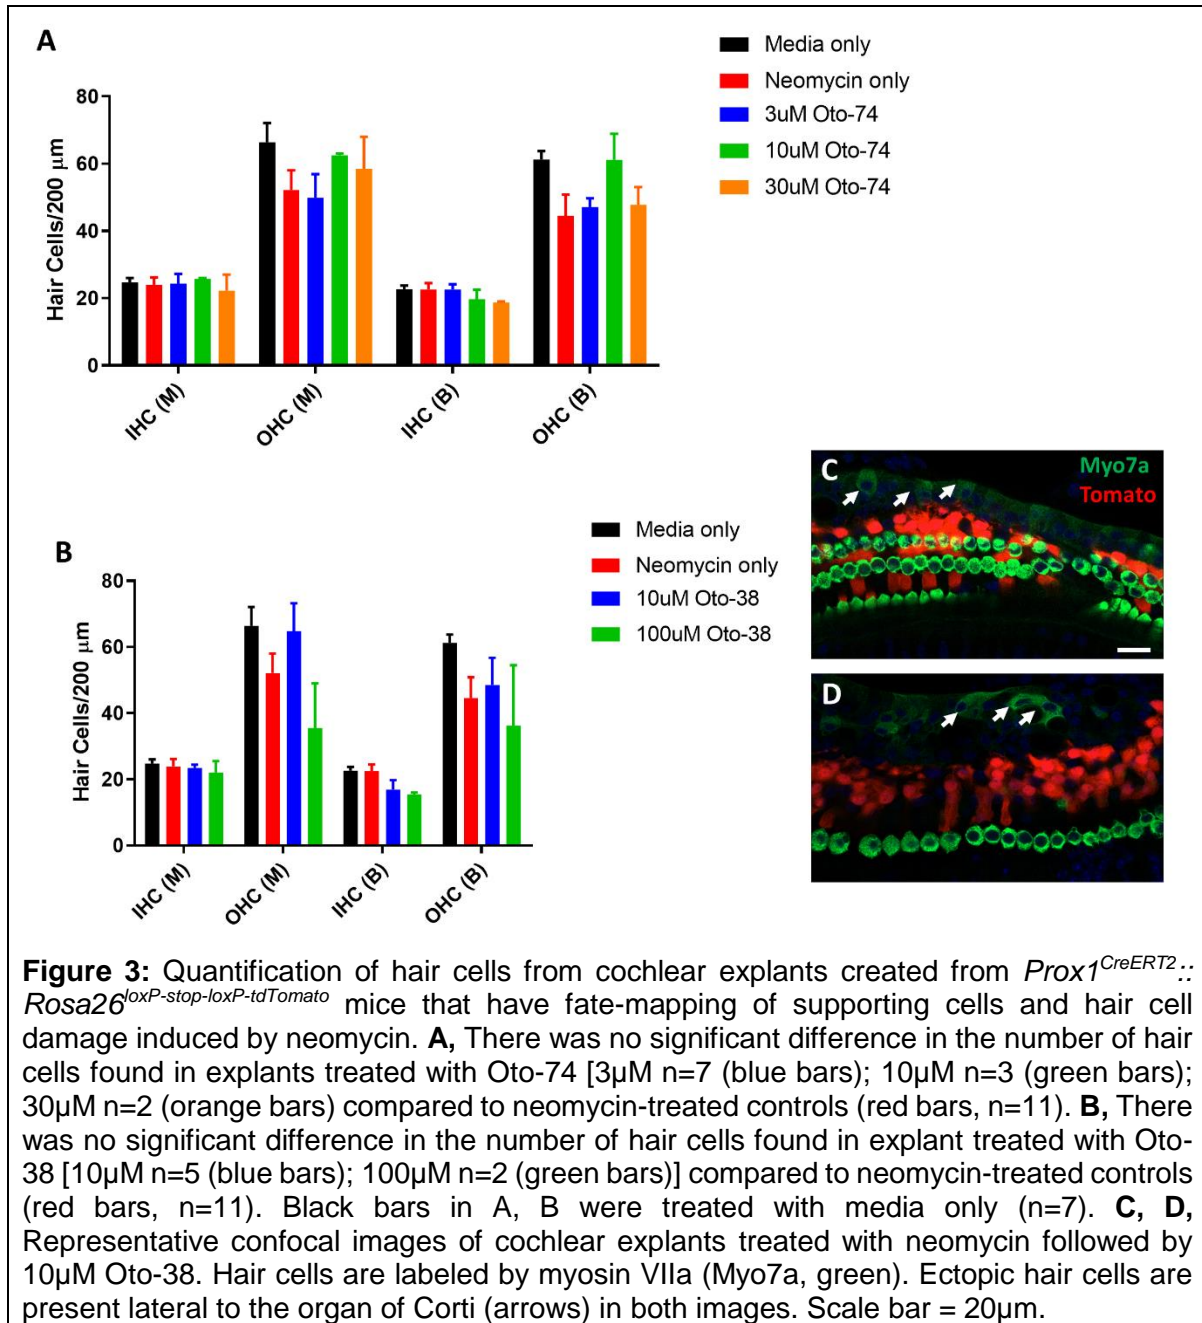 A
Media only
Neomycin only
3uM Oto-74
10uM Oto-74
30uM Oto-74
80
60
40
20
0
Hair Cells/200 μm
IHC (M)
OHC (M)
IHC (B)
OHC (B)
B
Media only
Neomycin only
10uM Oto-38
100uM Oto-38
80
60
40
20
0
Hair Cells/200 μm
IHC (M)
OHC (M)
IHC (B)
OHC (B)
C
Myo7a
Tomato
D
Figure 3: Quantification of hair cells from cochlear explants created from Prox1CreERT2::
Rosa26loxP-stop-loxP-tdTomato mice that have fate-mapping of supporting cells and hair cell
damage induced by neomycin. A, There was no significant difference in the number of hair
cells found in explants treated with Oto-74 [3μM n=7 (blue bars); 10μM n=3 (green bars);
30μM n=2 (orange bars) compared to neomycin-treated controls (red bars, n=11). B, There
was no significant difference in the number of hair cells found in explant treated with Oto-
38 [10μM n=5 (blue bars); 100μM n=2 (green bars)] compared to neomycin-treated controls
(red bars, n=11). Black bars in A, B were treated with media only (n=7). C, D,
Representative confocal images of cochlear explants treated with neomycin followed by
10μM Oto-38. Hair cells are labeled by myosin VIIa (Myo7a, green). Ectopic hair cells are
present lateral to the organ of Corti (arrows) in both images. Scale bar = 20μm.